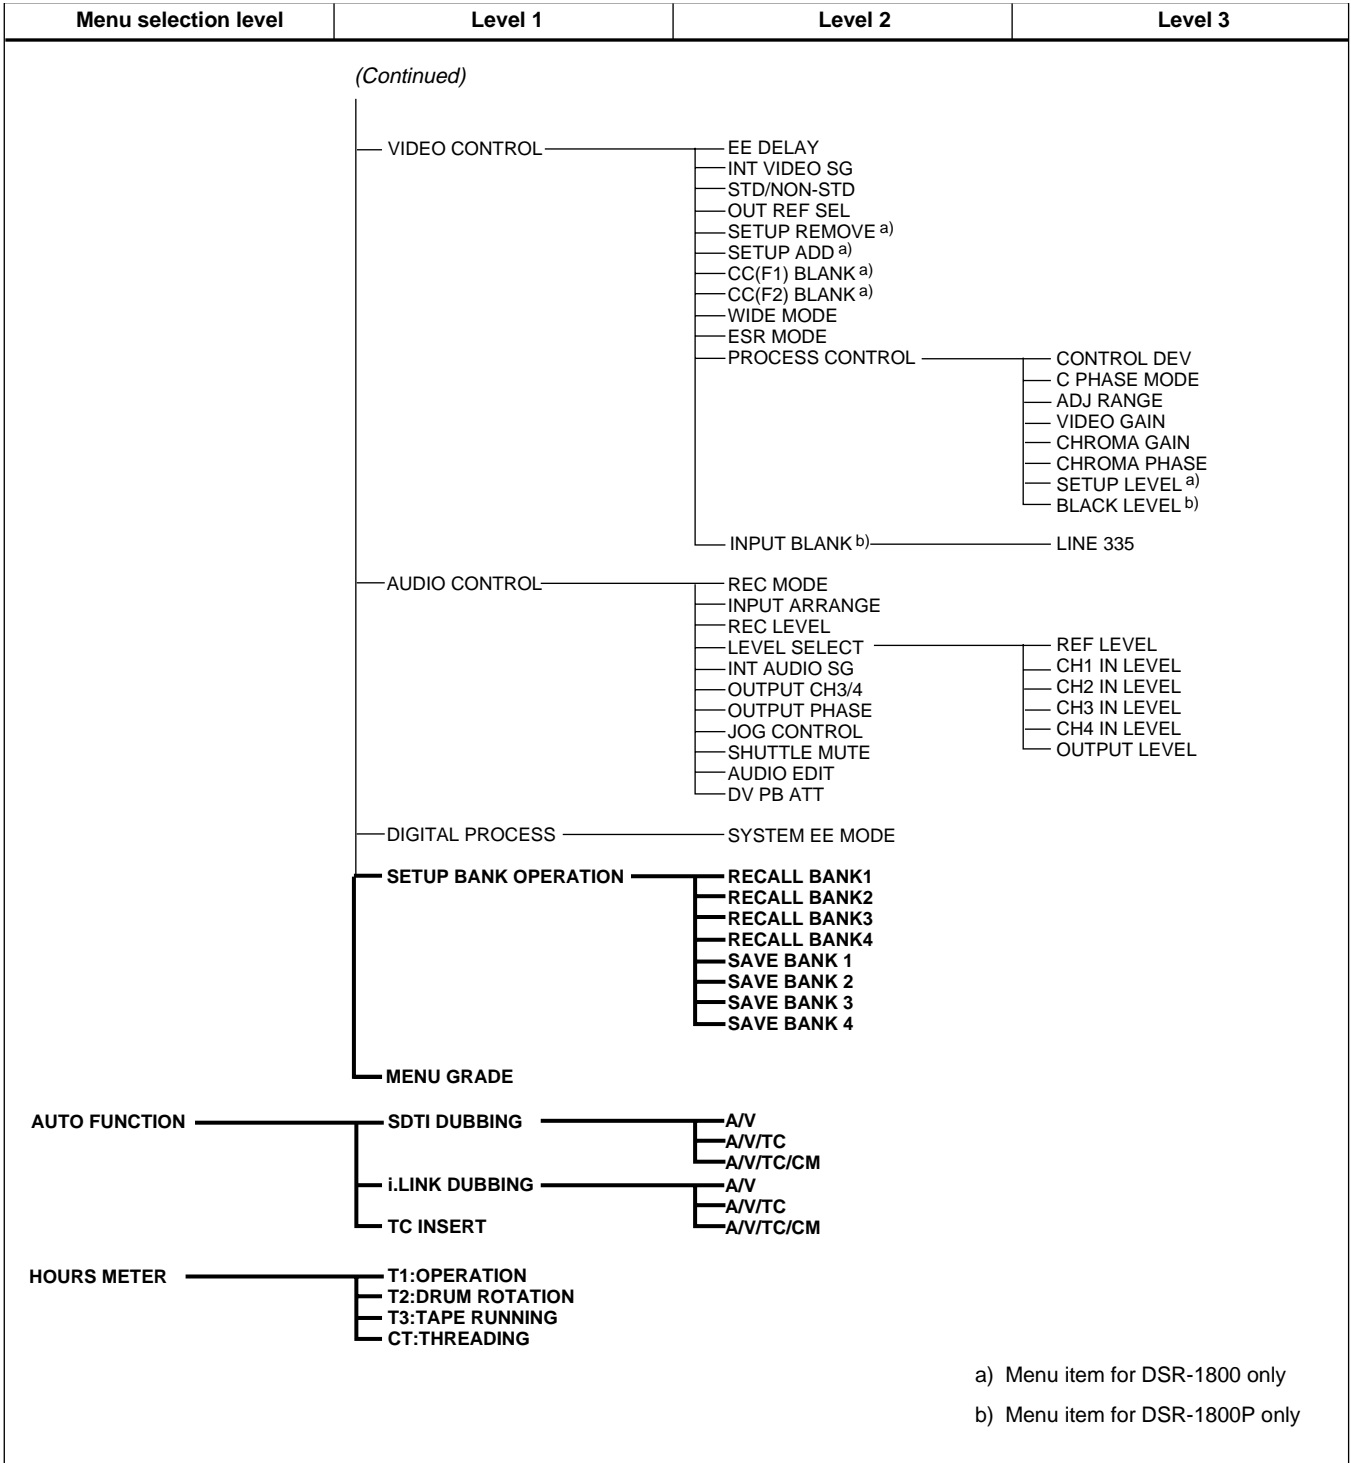 Menu selection level Level 1 Level 2 Level 3
(Continued)
VIDEO CONTROL EE DELAY
INT VIDEO SG
STD/NON-STD
OUT REF SEL
SETUP REMOVE a)
SETUP ADD a)
CC(F1) BLANK a)
CC(F2) BLANK a)
WIDE MODE
ESR MODE
PROCESS CONTROL CONTROL DEV
C PHASE MODE
ADJ RANGE
VIDEO GAIN
CHROMA GAIN
CHROMA PHASE
SETUP LEVEL a)
BLACK LEVEL b)
INPUT BLANK b) LINE 335
AUDIO CONTROL REC MODE
INPUT ARRANGE
REC LEVEL
LEVEL SELECT REF LEVEL
INT AUDIO SG CH1 IN LEVEL
OUTPUT CH3/4 CH2 IN LEVEL
OUTPUT PHASE CH3 IN LEVEL
JOG CONTROL CH4 IN LEVEL
SHUTTLE MUTE OUTPUT LEVEL
AUDIO EDIT
DV PB ATT
DIGITAL PROCESS SYSTEM EE MODE
SETUP BANK OPERATION RECALL BANK1
RECALL BANK2
RECALL BANK3
RECALL BANK4
SAVE BANK 1
SAVE BANK 2
SAVE BANK 3
SAVE BANK 4
MENU GRADE
AUTO FUNCTION SDTI DUBBING A/V
A/V/TC
A/V/TC/CM
i.LINK DUBBING A/V
A/V/TC
TC INSERT A/V/TC/CM
HOURS METER T1:OPERATION
T2:DRUM ROTATION
T3:TAPE RUNNING
CT:THREADING
a) Menu item for DSR-1800 only
b) Menu item for DSR-1800P only